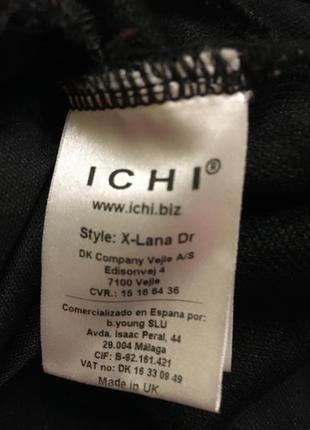 ICHI®
www.ichi.biz
Style: X-Lana Dr
DK Company Vejle A/S
Edisonvej 4
7100 Vejle
CVR.: 15 16 64 36
Comercializado en Espana por:
b.young SLU
Avda. Isaac Peral, 44
29.004 Málaga
CIF: B-92.161.421
VAT no: DK 16 33 09 49
Made in UK